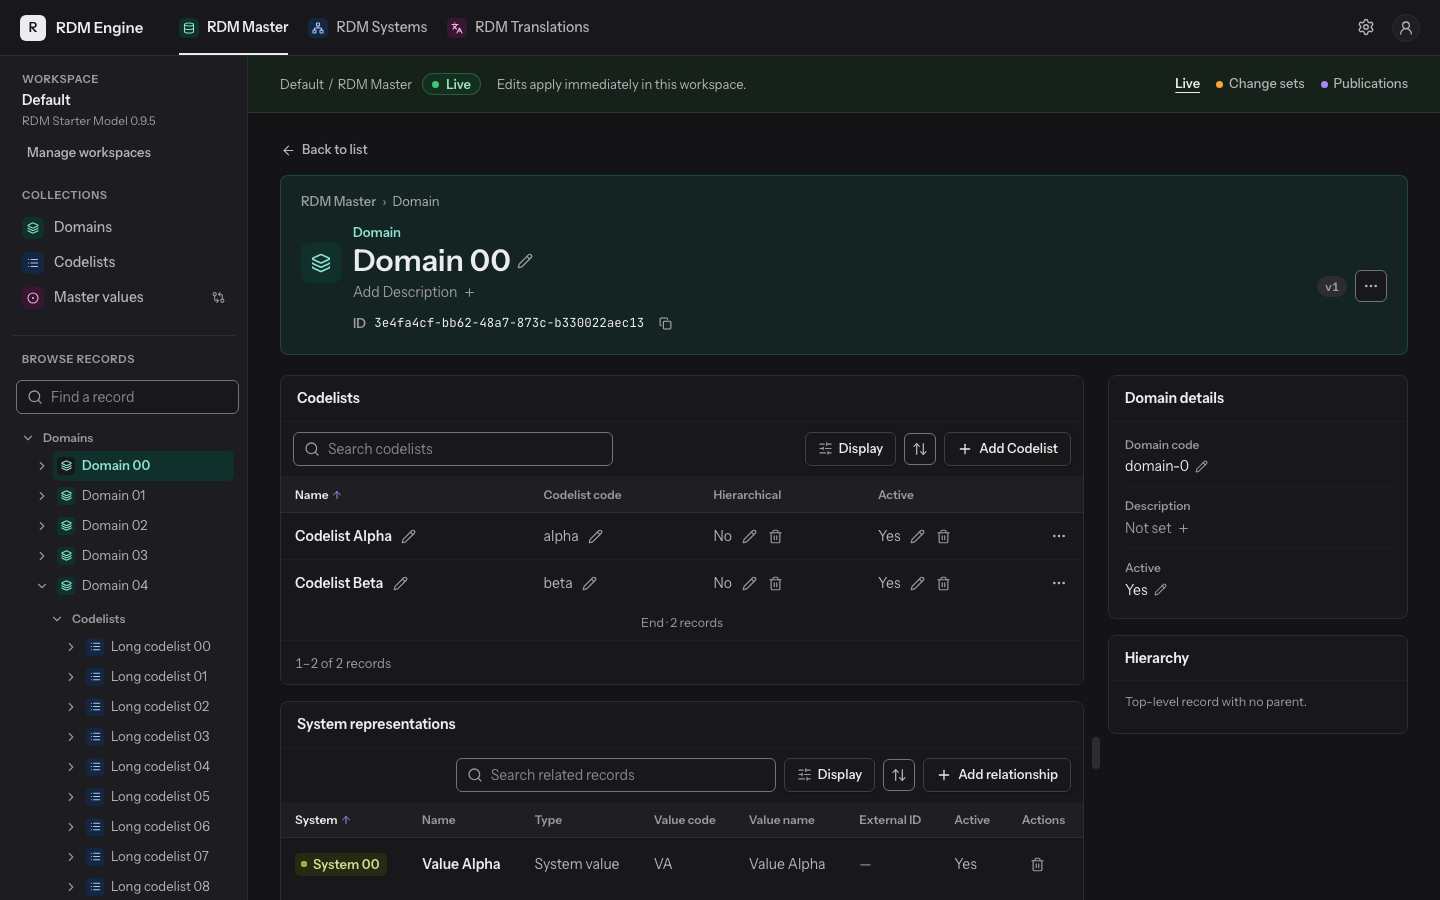 R RDM Engine RDM Master RDM Systems RDM Translations
WORKSPACE
Default
RDM Starter Model 0.9.5
Manage workspaces
COLLECTIONS
Domains
Codelists
Master values
BROWSE RECORDS
Find a record
Domains
Domain 00
Domain 01
Domain 02
Domain 03
Domain 04
Codelists
Long codelist 00
Long codelist 01
Long codelist 02
Long codelist 03
Long codelist 04
Long codelist 05
Long codelist 06
Long codelist 07
Long codelist 08
Default / RDM Master Live Edits apply immediately in this workspace. Live Change sets Publications
Back to list
RDM Master › Domain
Domain
Domain 00
Add Description +
v1
ID 3e4fa4cf-bb62-48a7-873c-b330022aec13
Codelists
Search codelists Display + Add Codelist
Name ↑ Codelist code Hierarchical Active
Codelist Alpha alpha No Yes
Codelist Beta beta No Yes
End · 2 records
1–2 of 2 records
System representations
Search related records Display + Add relationship
System ↑ Name Type Value code Value name External ID Active Actions
System 00 Value Alpha System value VA Value Alpha — Yes
Domain details
Domain code
domain-0
Description
Not set +
Active
Yes
Hierarchy
Top-level record with no parent.